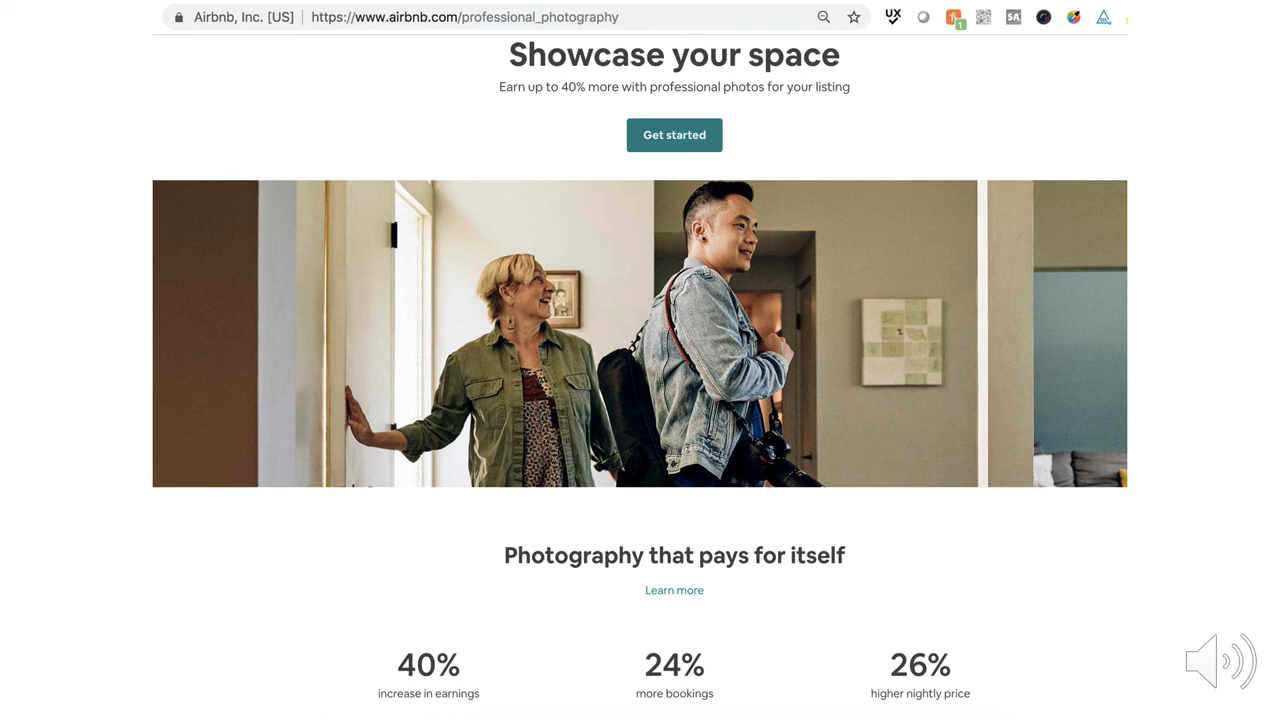 Airbnb, Inc. [US] | https://www.airbnb.com/professional_photography
UX
1
SA
Showcase your space
Earn up to 40% more with professional photos for your listing
Get started
Photography that pays for itself
Learn more
40% 24% 26%
increase in earnings more bookings higher nightly price